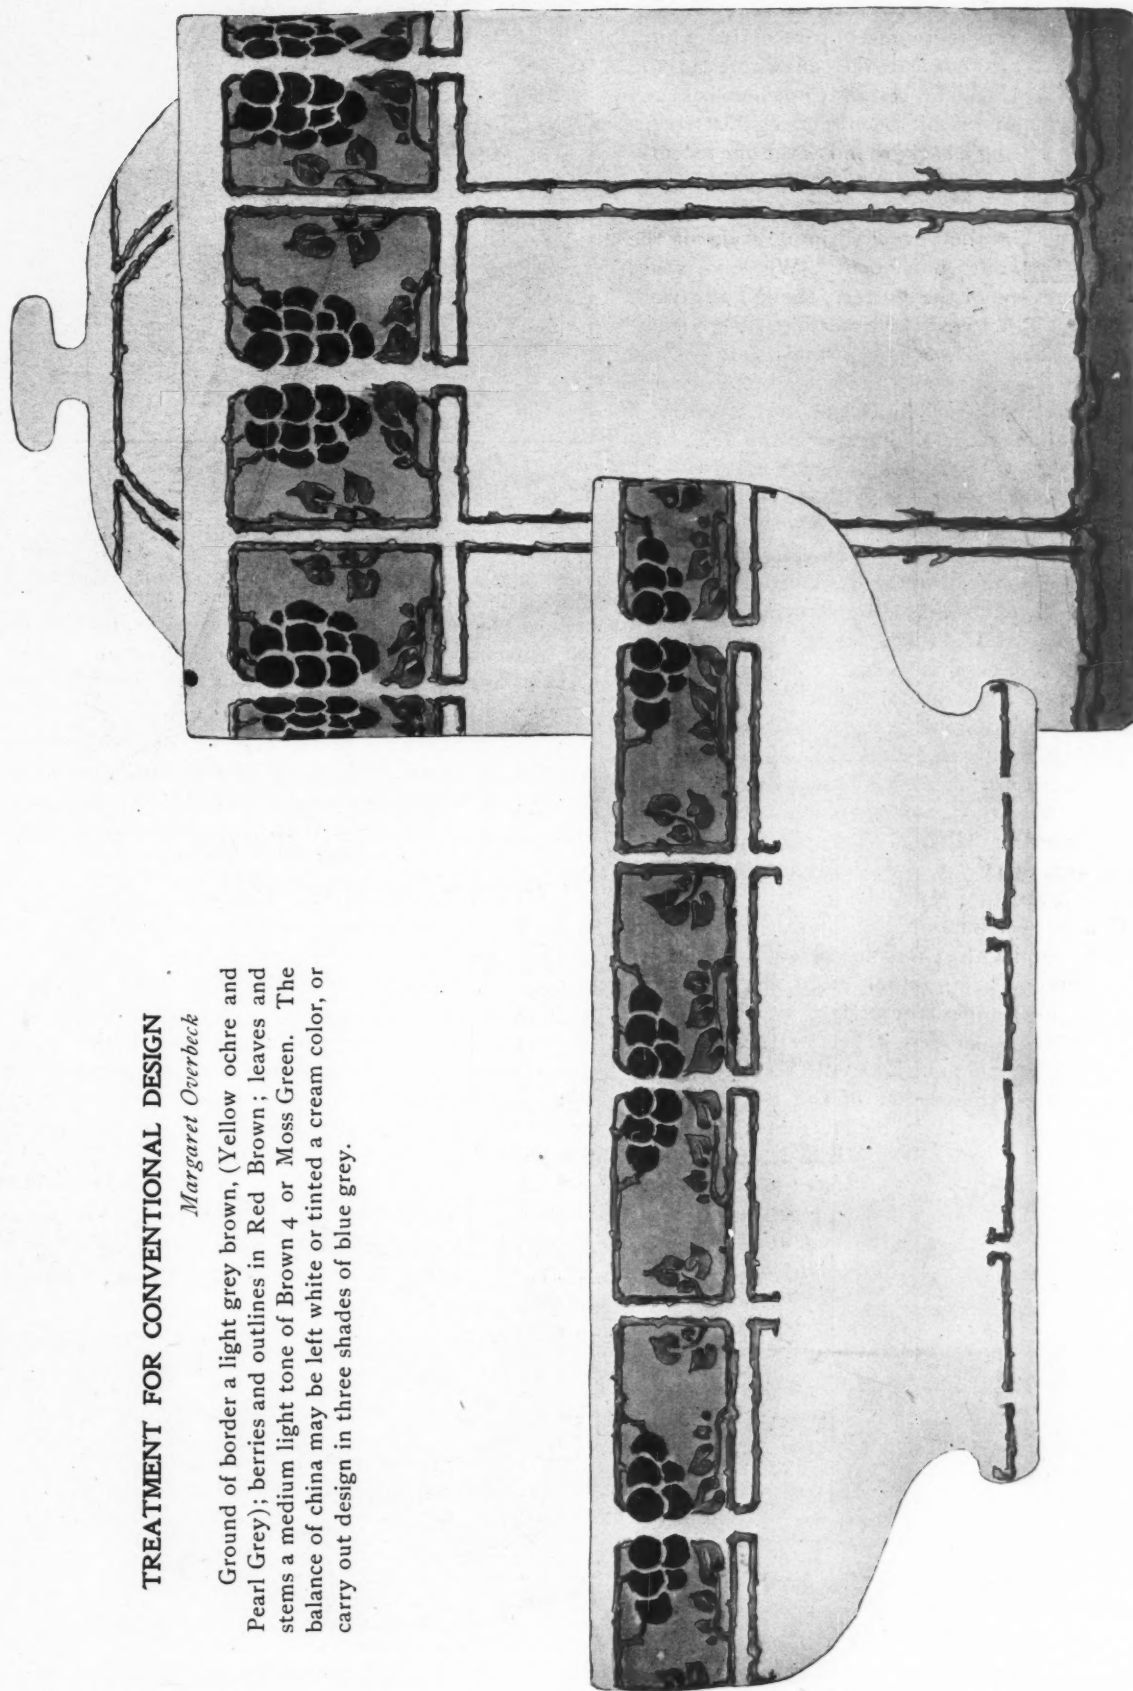 TREATMENT FOR CONVENTIONAL DESIGN
Margaret Overbeck
Ground of border a light grey brown, (Yellow ochre and
Pearl Grey); berries and outlines in Red Brown; leaves and
stems a medium light tone of Brown 4 or Moss Green. The
balance of china may be left white or tinted a cream color, or
carry out design in three shades of blue grey.